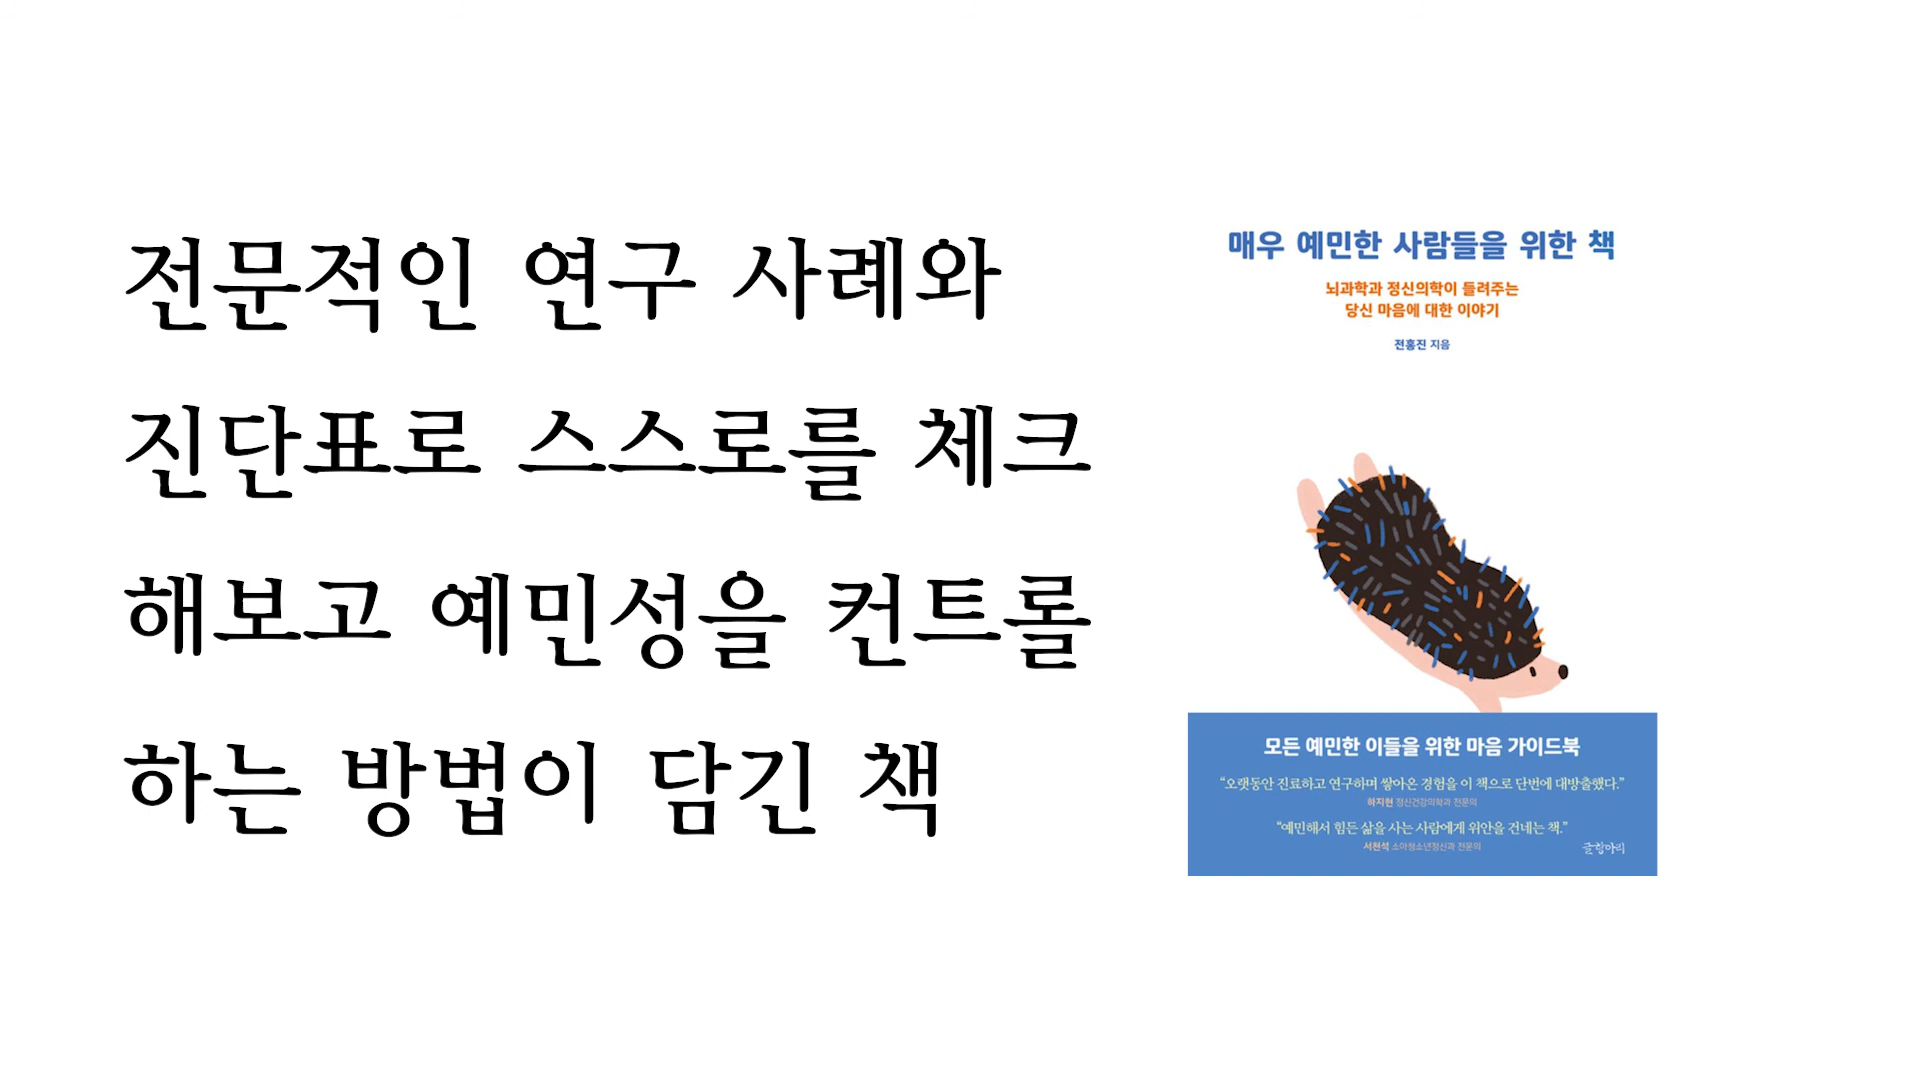 전문적인 연구 사례와
진단표로 스스로를 체크
해보고 예민성을 컨트롤
하는 방법이 담긴 책
매우 예민한 사람들을 위한 책
뇌과학과 정신의학이 들려주는
당신 마음에 대한 이야기
전홍진 지음
모든 예민한 이들을 위한 마음 가이드북
“오랫동안 진료하고 연구하며 쌓아온 경험을 이 책으로 단번에 대방출했다.”
하지현 정신건강의학과 전문의
“예민해서 힘든 삶을 사는 사람에게 위안을 건네는 책.”
서천석 소아청소년정신과 전문의
글항아리